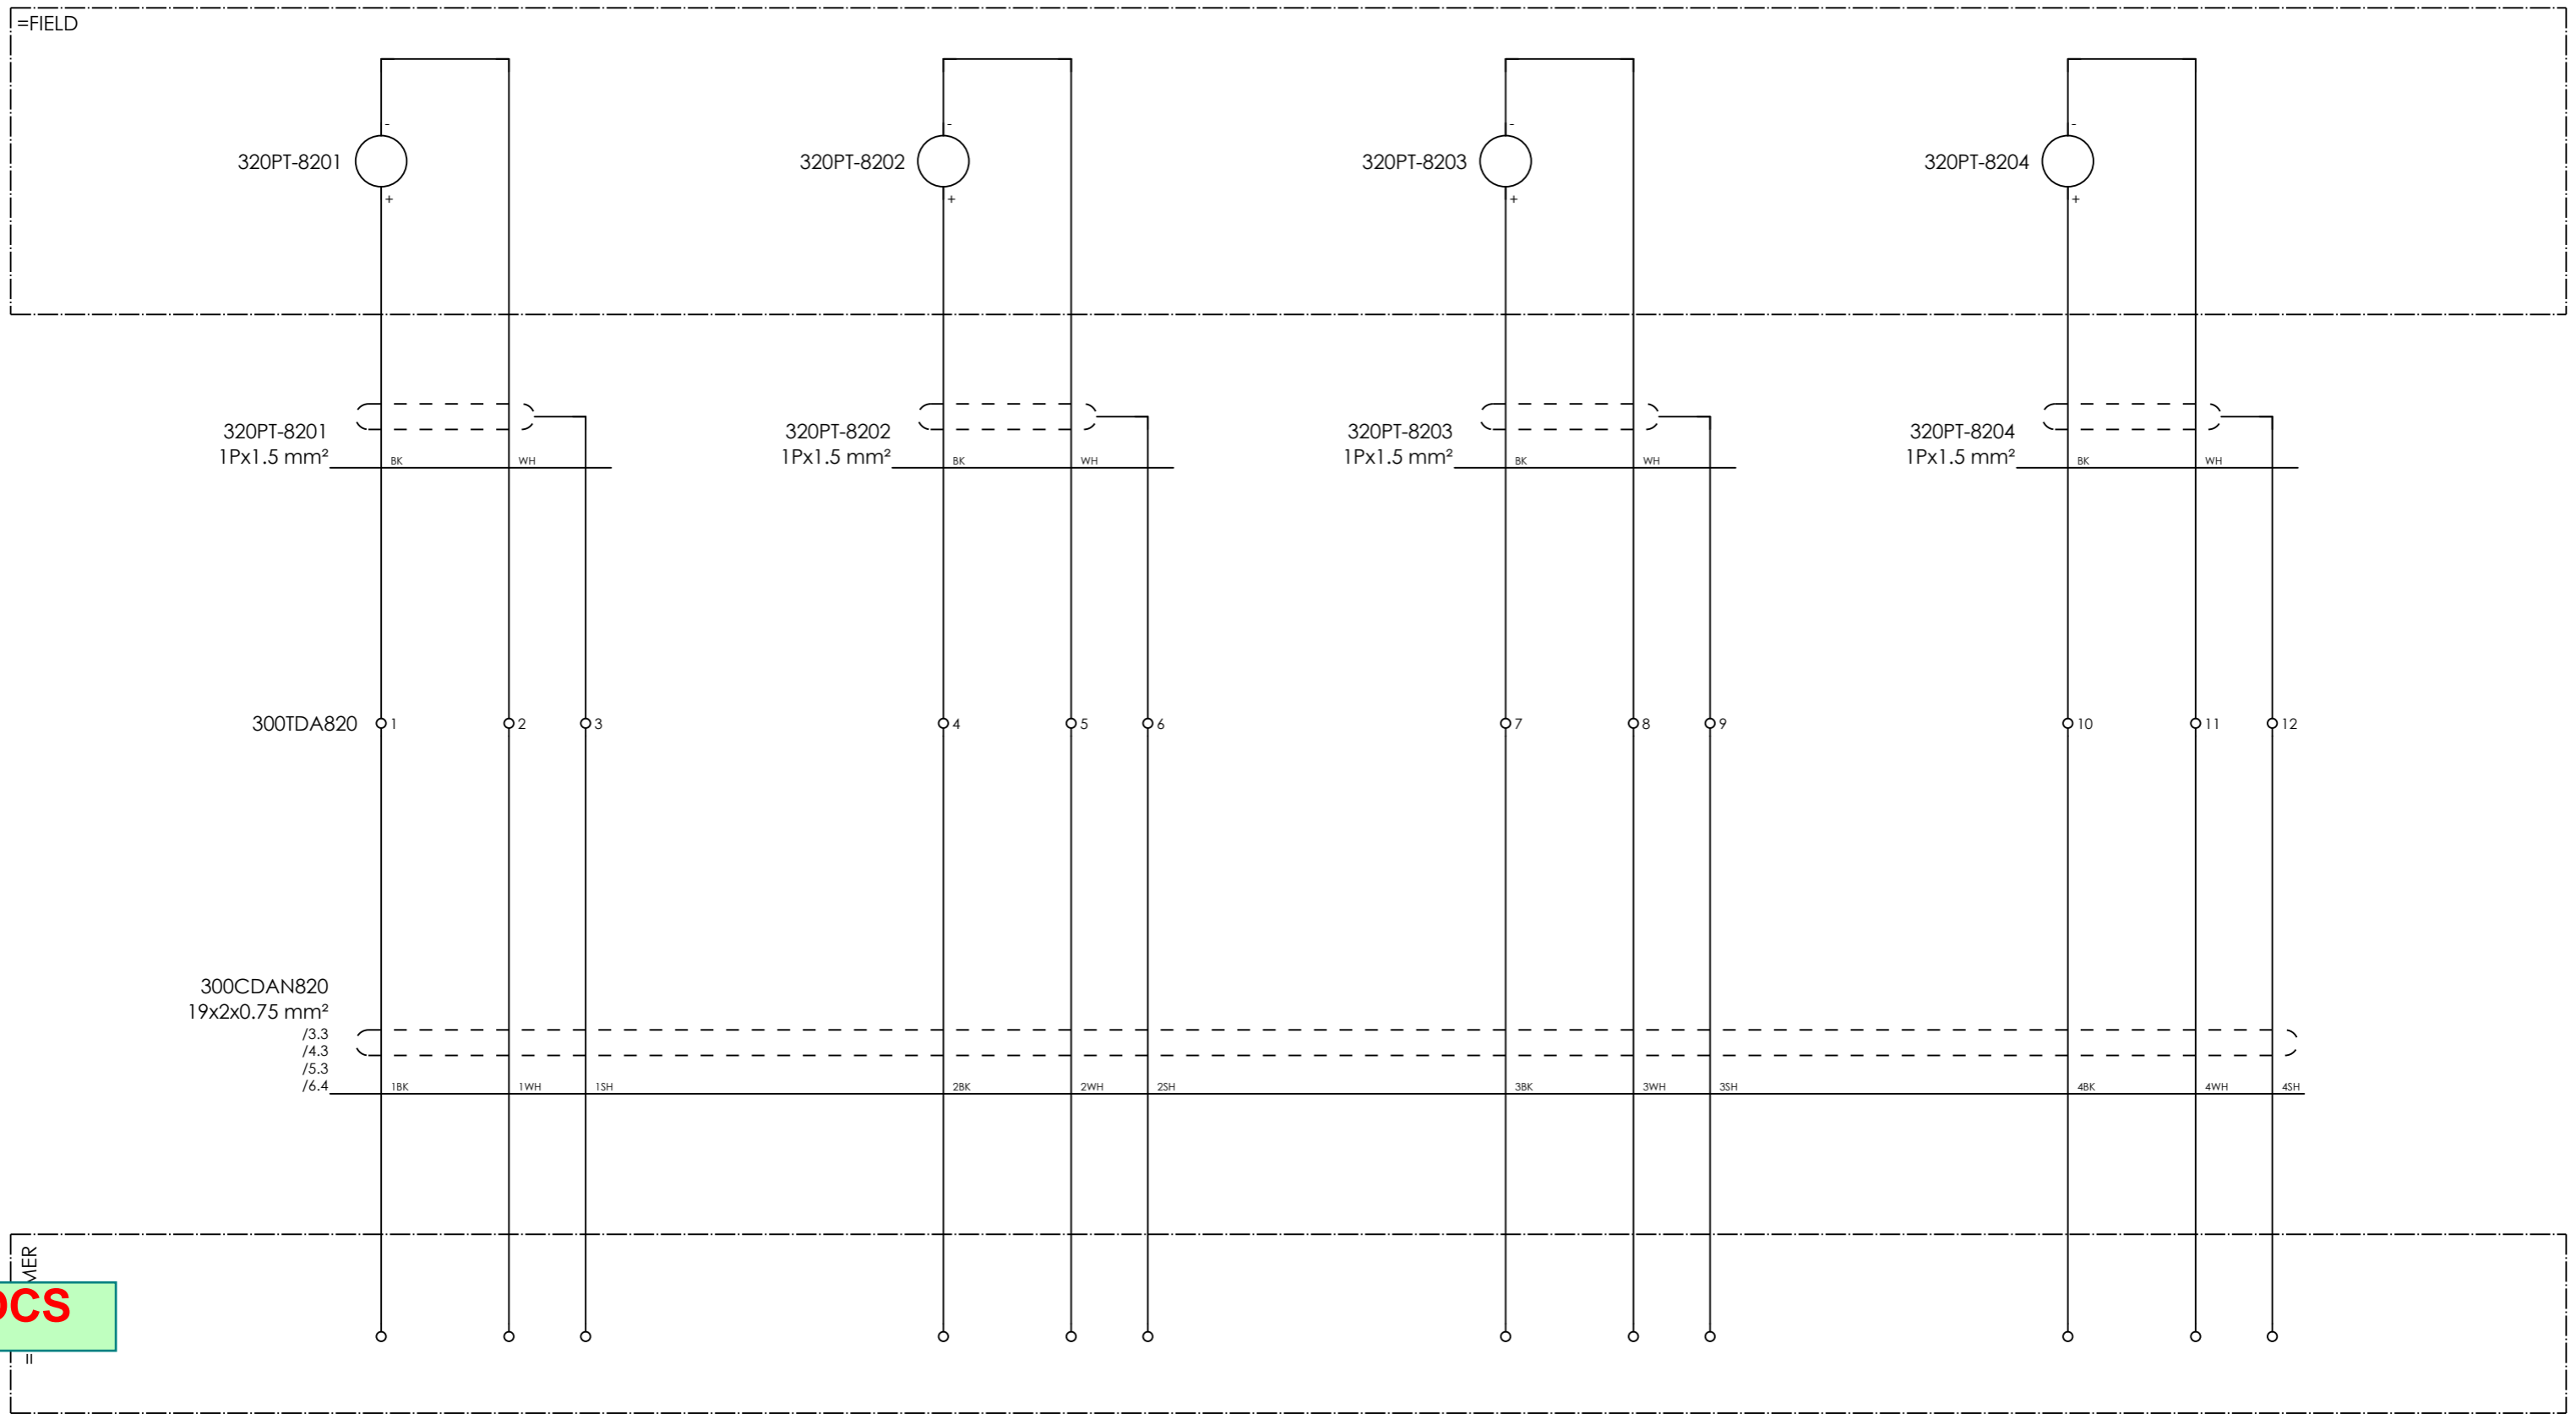 =FIELD
-
-
-
-
320PT-8201
320PT-8202
320PT-8203
320PT-8204
+
+
+
+
320PT-8201
1Px1.5 mm²
BK
WH
320PT-8202
1Px1.5 mm²
BK
WH
320PT-8203
1Px1.5 mm²
BK
WH
320PT-8204
1Px1.5 mm²
BK
WH
300TDA820
1
2
3
4
5
6
7
8
9
10
11
12
300CDAN820
19x2x0.75 mm²
/3.3
/4.3
/5.3
/6.4
1BK
1WH
1SH
2BK
2WH
2SH
3BK
3WH
3SH
4BK
4WH
4SH